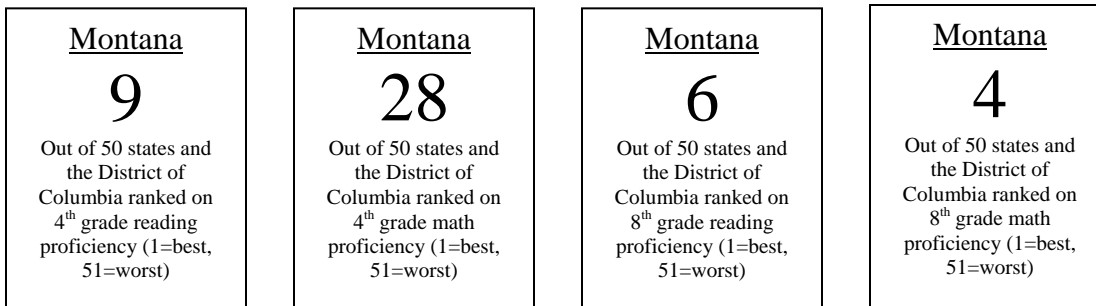 Montana
9
Out of 50 states and
the District of
Columbia ranked on
4th grade reading
proficiency (1=best,
51=worst)
Montana
28
Out of 50 states and
the District of
Columbia ranked on
4th grade math
proficiency (1=best,
51=worst)
Montana
6
Out of 50 states and
the District of
Columbia ranked on
8th grade reading
proficiency (1=best,
51=worst)
Montana
4
Out of 50 states and
the District of
Columbia ranked on
8th grade math
proficiency (1=best,
51=worst)